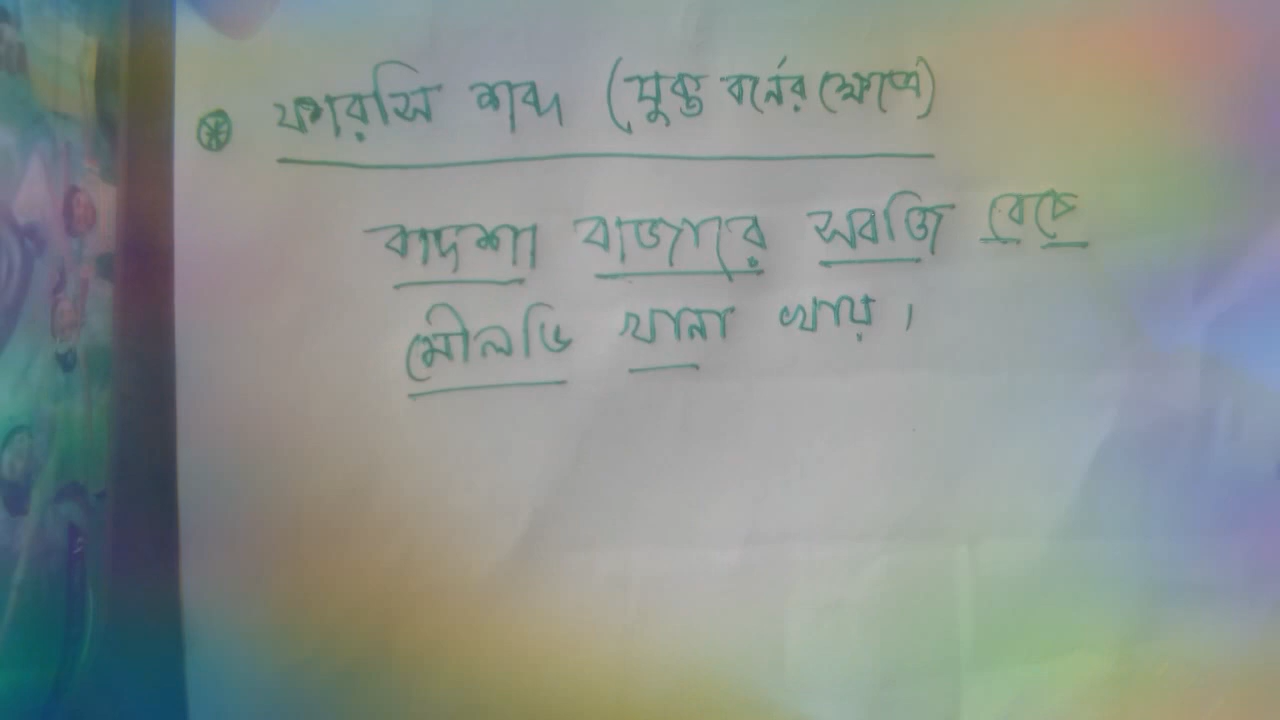 ফারসি শব্দ (যুক্ত বর্নের ক্ষেত্রে)
বাদশা বাজারে সবজি বেচে
মৌলভি খানা খায়।